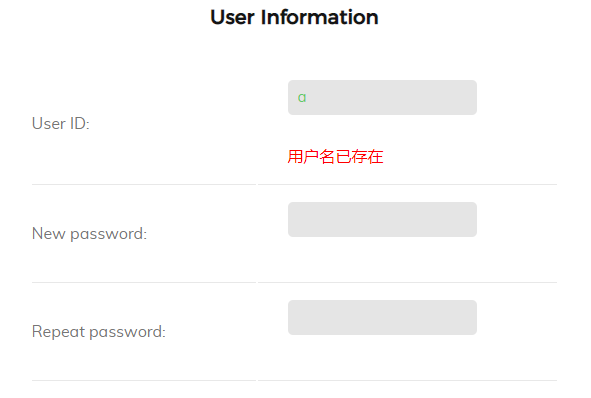 User Information
User ID:
a
用户名已存在
New password:
Repeat password: